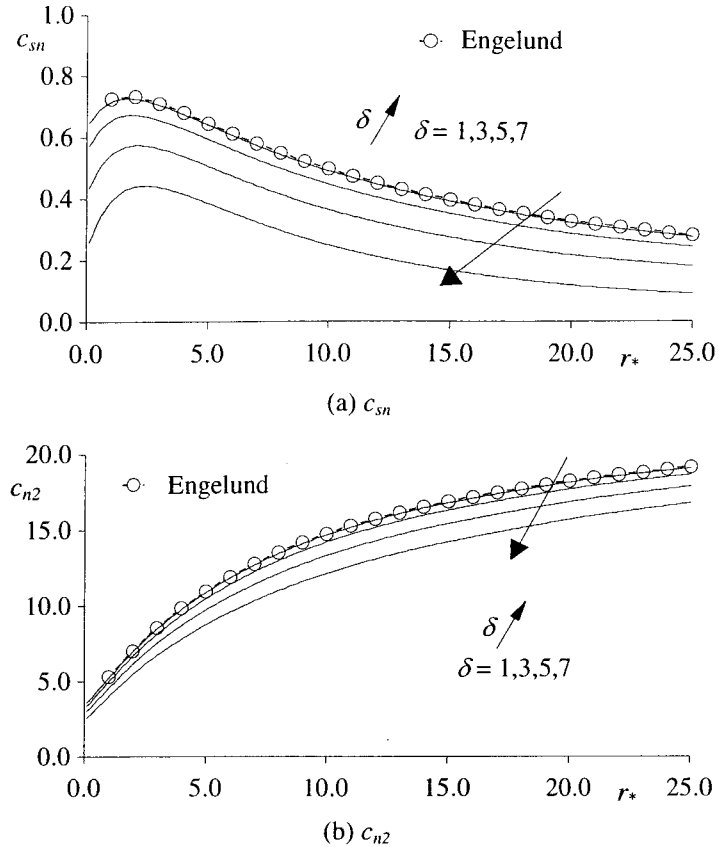 1.0
c_sn
Engelund
0.8
δ δ = 1,3,5,7
0.6
0.4
0.2
0.0
0.0 5.0 10.0 15.0 20.0 r* 25.0
(a) c_sn
20.0
c_n2
Engelund
15.0
10.0
δ
δ = 1,3,5,7
5.0
0.0
0.0 5.0 10.0 15.0 20.0 r* 25.0
(b) c_n2